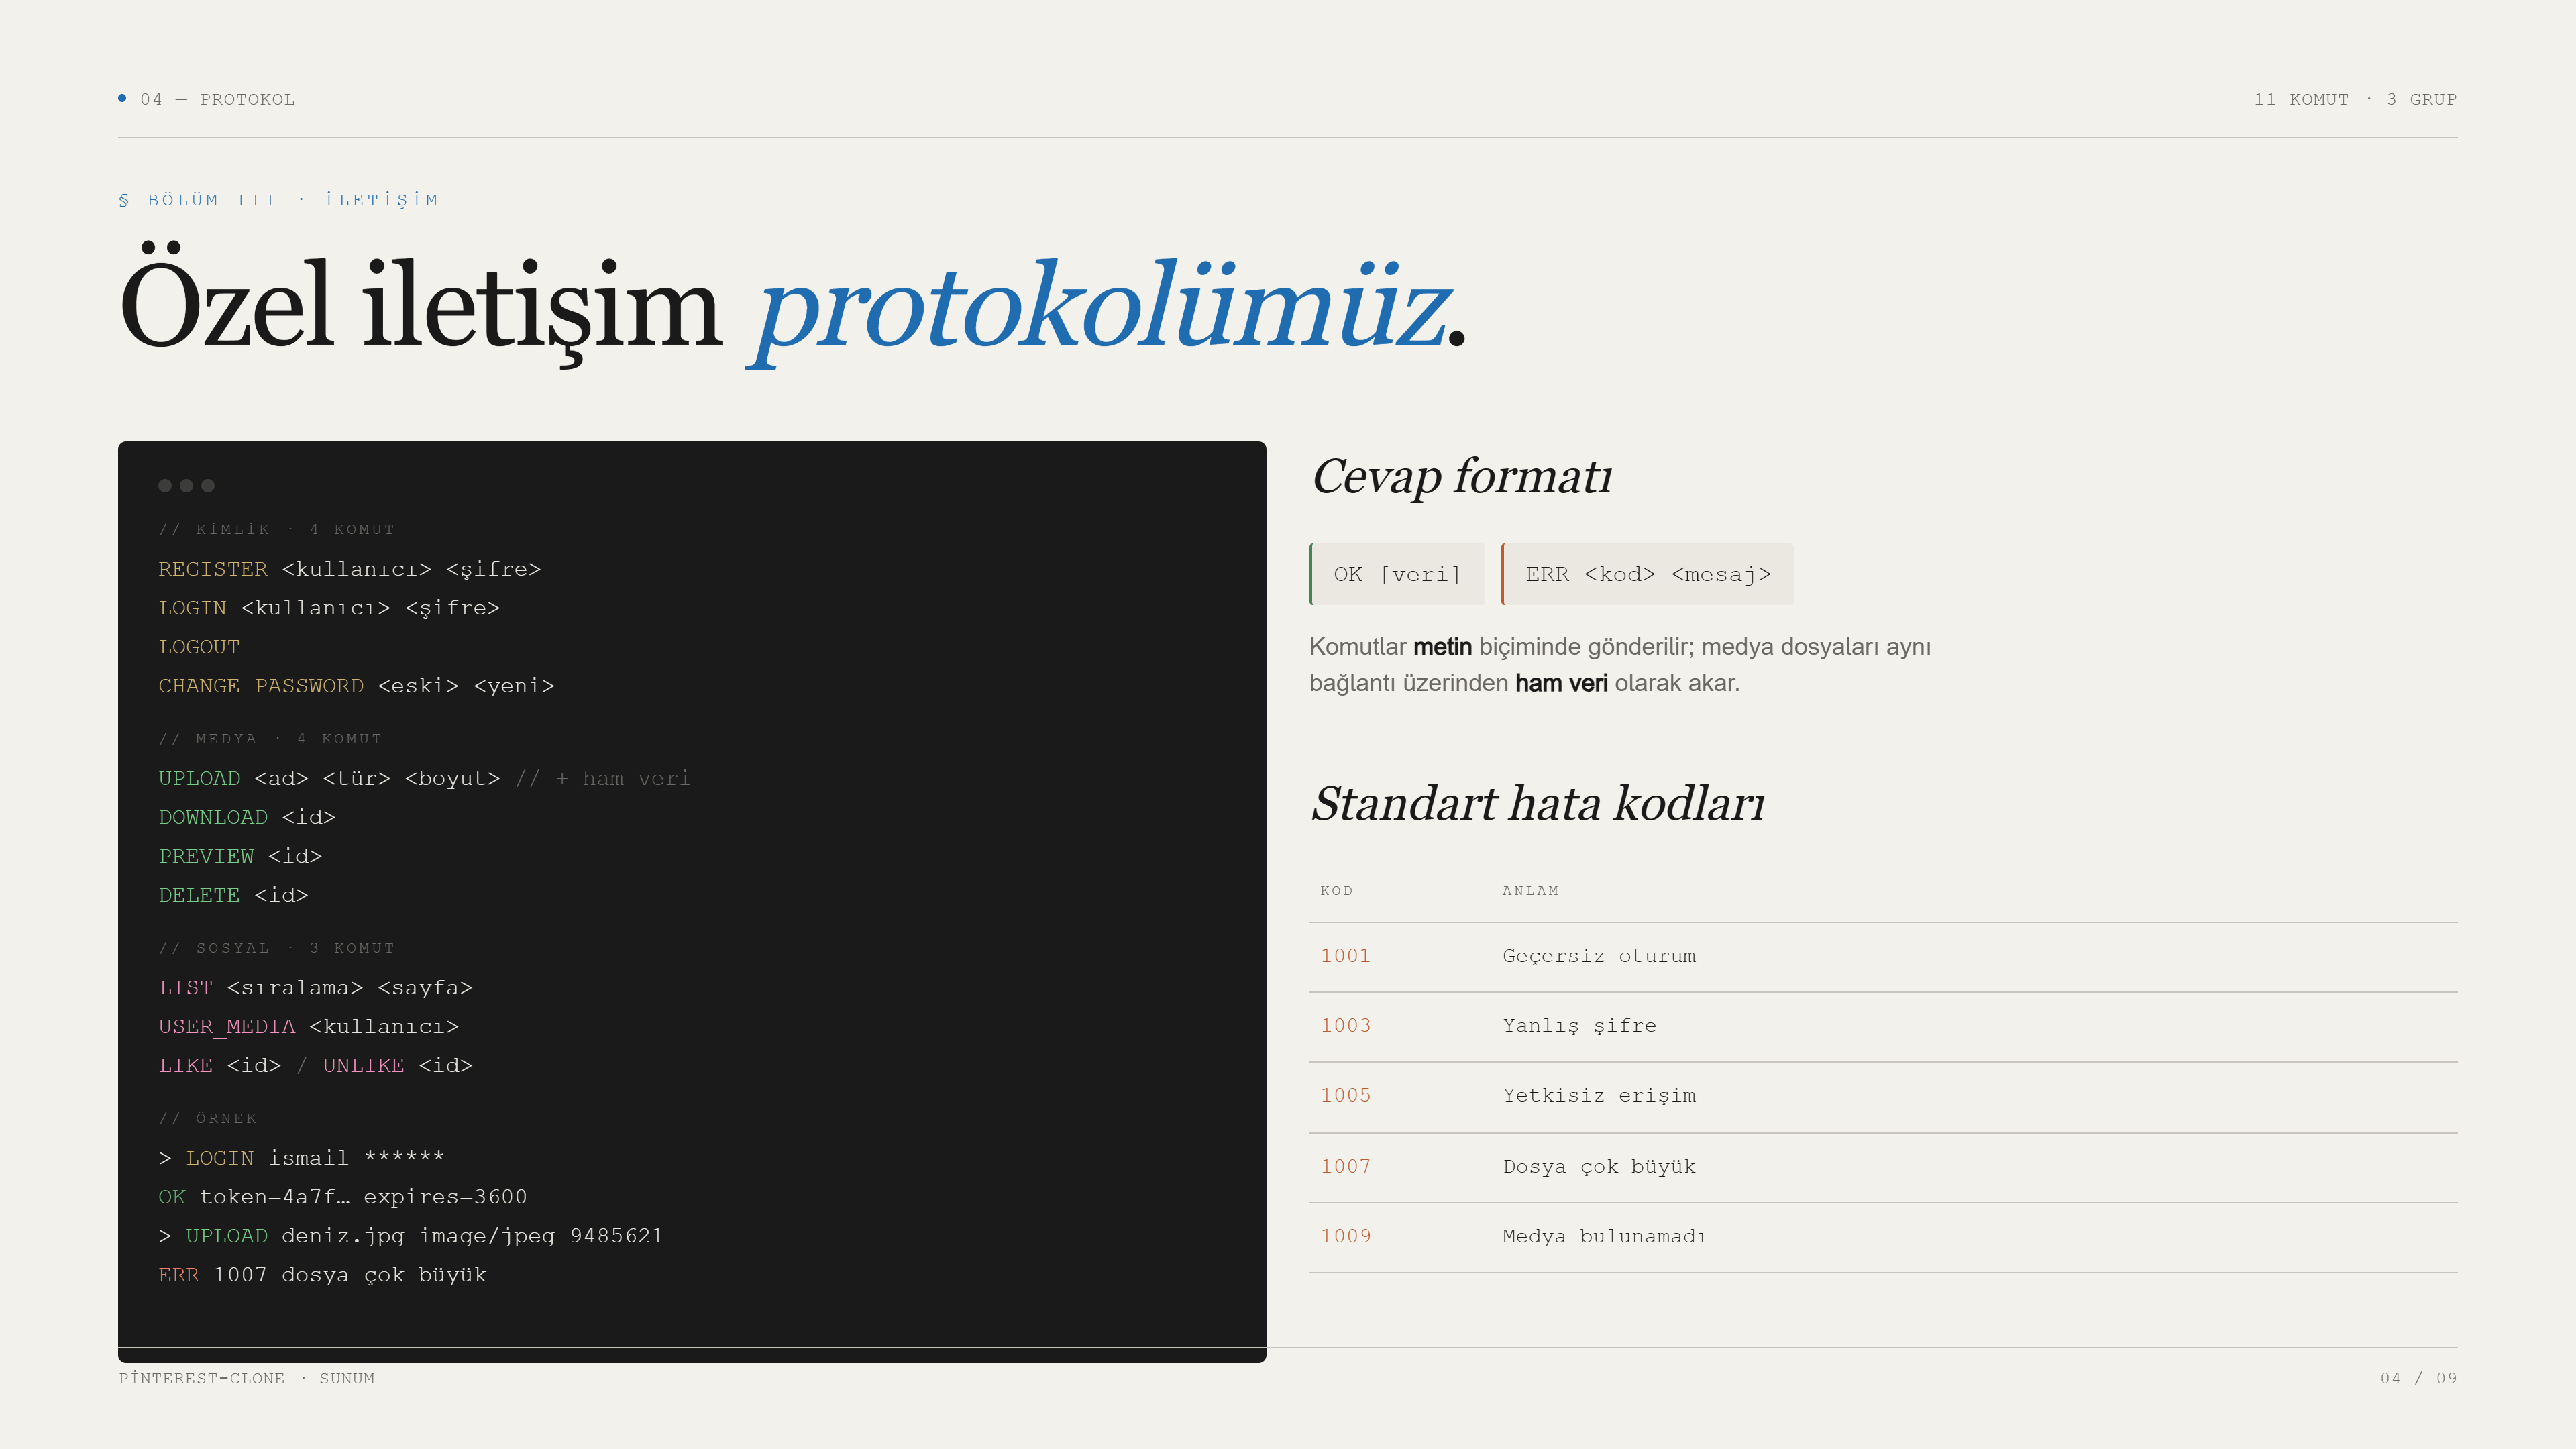 04 — PROTOKOL
11 KOMUT · 3 GRUP
§ BÖLÜM III · İLETİŞİM
Özel iletişim protokolümüz.
// KİMLİK · 4 KOMUT
REGISTER <kullanıcı> <şifre>
LOGIN <kullanıcı> <şifre>
LOGOUT
CHANGE_PASSWORD <eski> <yeni>
// MEDYA · 4 KOMUT
UPLOAD <ad> <tür> <boyut> // + ham veri
DOWNLOAD <id>
PREVIEW <id>
DELETE <id>
// SOSYAL · 3 KOMUT
LIST <sıralama> <sayfa>
USER_MEDIA <kullanıcı>
LIKE <id> / UNLIKE <id>
// ÖRNEK
> LOGIN ismail ******
OK token=4a7f… expires=3600
> UPLOAD deniz.jpg image/jpeg 9485621
ERR 1007 dosya çok büyük
Cevap formatı
OK [veri]
ERR <kod> <mesaj>
Komutlar metin biçiminde gönderilir; medya dosyaları aynı
bağlantı üzerinden ham veri olarak akar.
Standart hata kodları
KOD ANLAM
1001 Geçersiz oturum
1003 Yanlış şifre
1005 Yetkisiz erişim
1007 Dosya çok büyük
1009 Medya bulunamadı
PİNTEREST-CLONE · SUNUM
04 / 09